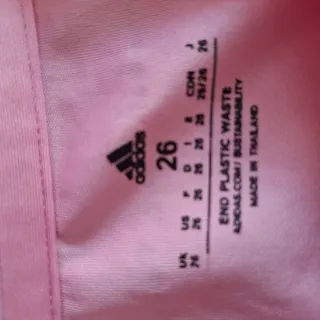 adidas
26
UK US F D I E CON J
26 26 26 26 26 26 26/26 26
END PLASTIC WASTE
ADIDAS.COM/SUSTAINABILITY
MADE IN THAILAND